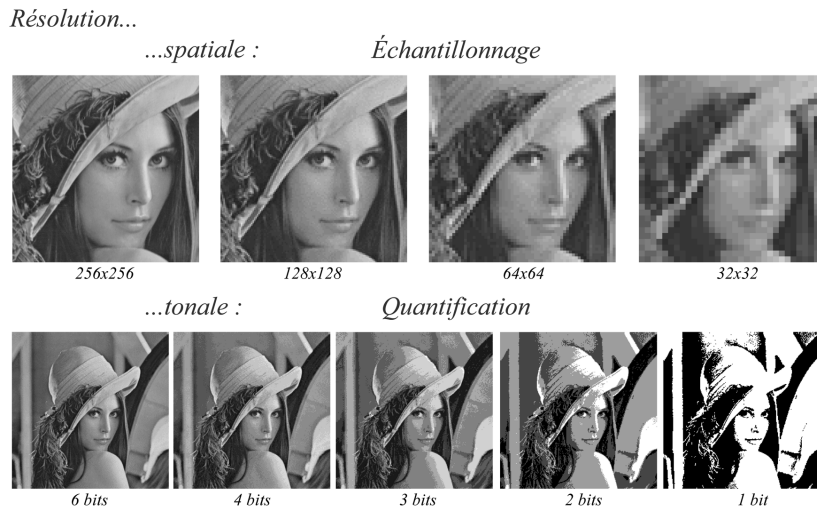 Résolution...
...spatiale : Échantillonnage
256x256 128x128 64x64 32x32
...tonale : Quantification
6 bits 4 bits 3 bits 2 bits 1 bit